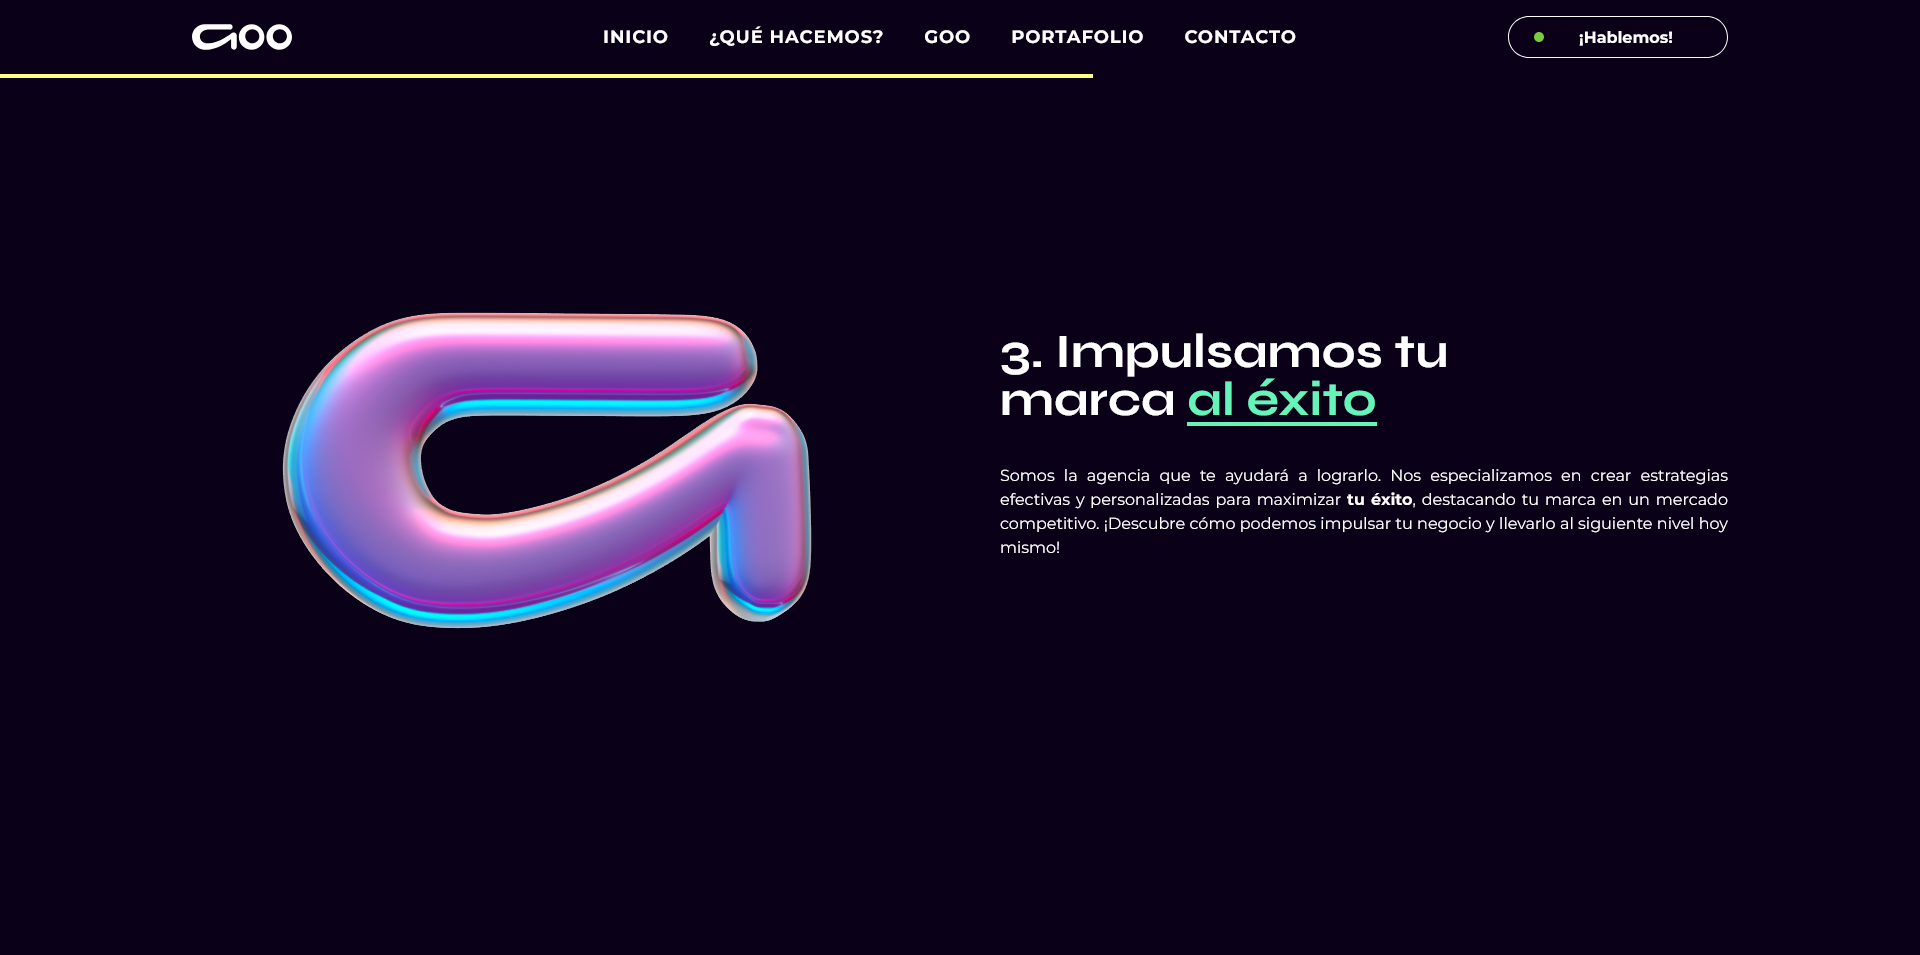 GOO
INICIO
¿QUÉ HACEMOS?
GOO
PORTAFOLIO
CONTACTO
¡Hablemos!
3. Impulsamos tu
marca al éxito
Somos la agencia que te ayudará a lograrlo. Nos especializamos en crear estrategias
efectivas y personalizadas para maximizar tu éxito, destacando tu marca en un mercado
competitivo. ¡Descubre cómo podemos impulsar tu negocio y llevarlo al siguiente nivel hoy
mismo!